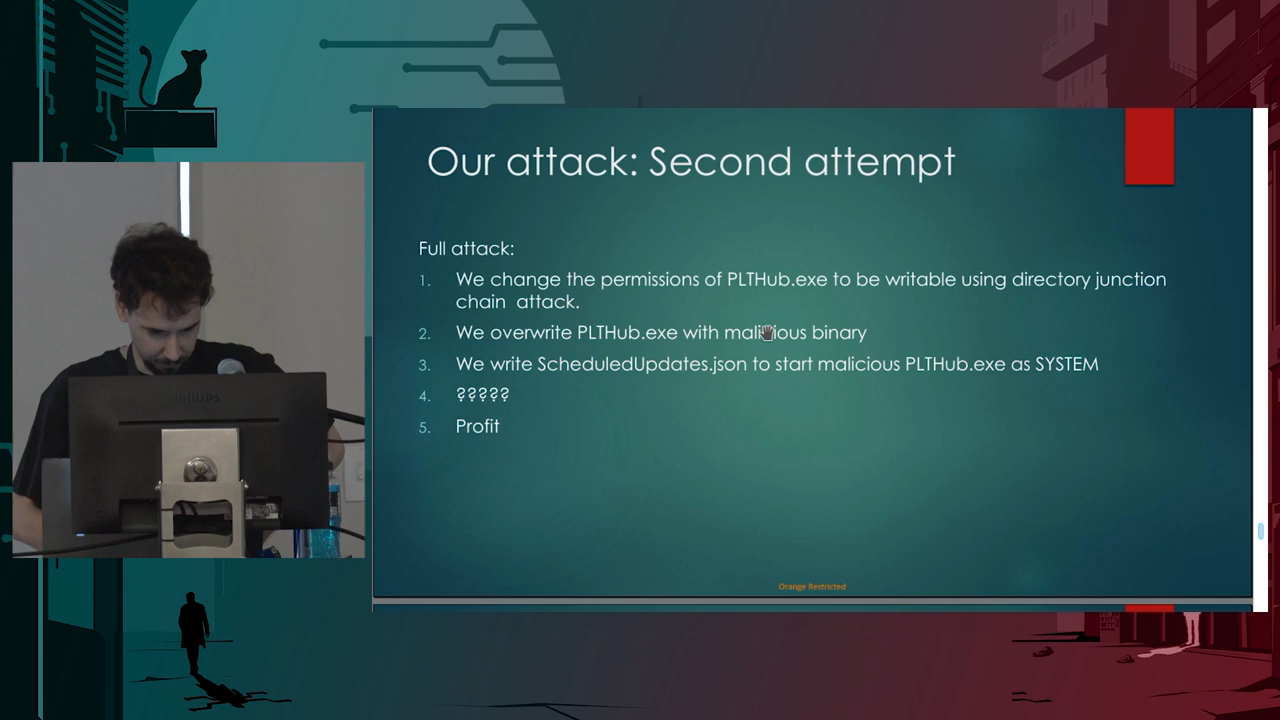 Our attack: Second attempt
Full attack:
1. We change the permissions of PLTHub.exe to be writable using directory junction
chain attack.
2. We overwrite PLTHub.exe with malicious binary
3. We write ScheduledUpdates.json to start malicious PLTHub.exe as SYSTEM
4. ?????
5. Profit
Orange Restricted
PHILIPS